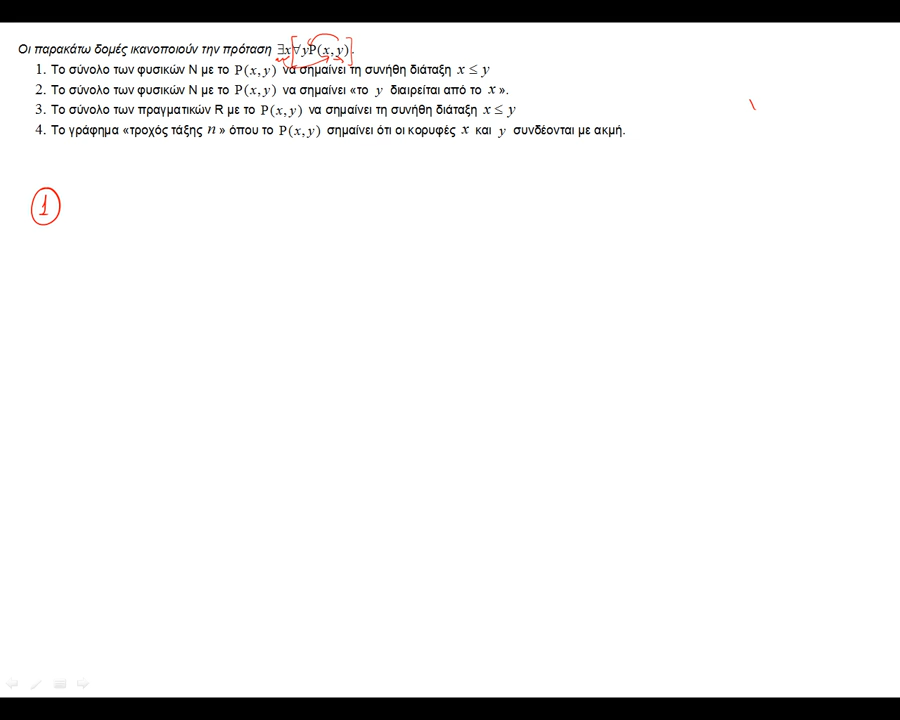 Οι παρακάτω δομές ικανοποιούν την πρόταση ∃x∀yP(x,y).
1. Το σύνολο των φυσικών N με το P(x,y) να σημαίνει τη συνήθη διάταξη x ≤ y
2. Το σύνολο των φυσικών N με το P(x,y) να σημαίνει «το y διαιρείται από το x».
3. Το σύνολο των πραγματικών R με το P(x,y) να σημαίνει τη συνήθη διάταξη x ≤ y
4. Το γράφημα «τροχός τάξης n» όπου το P(x,y) σημαίνει ότι οι κορυφές x και y συνδέονται με ακμή.
1